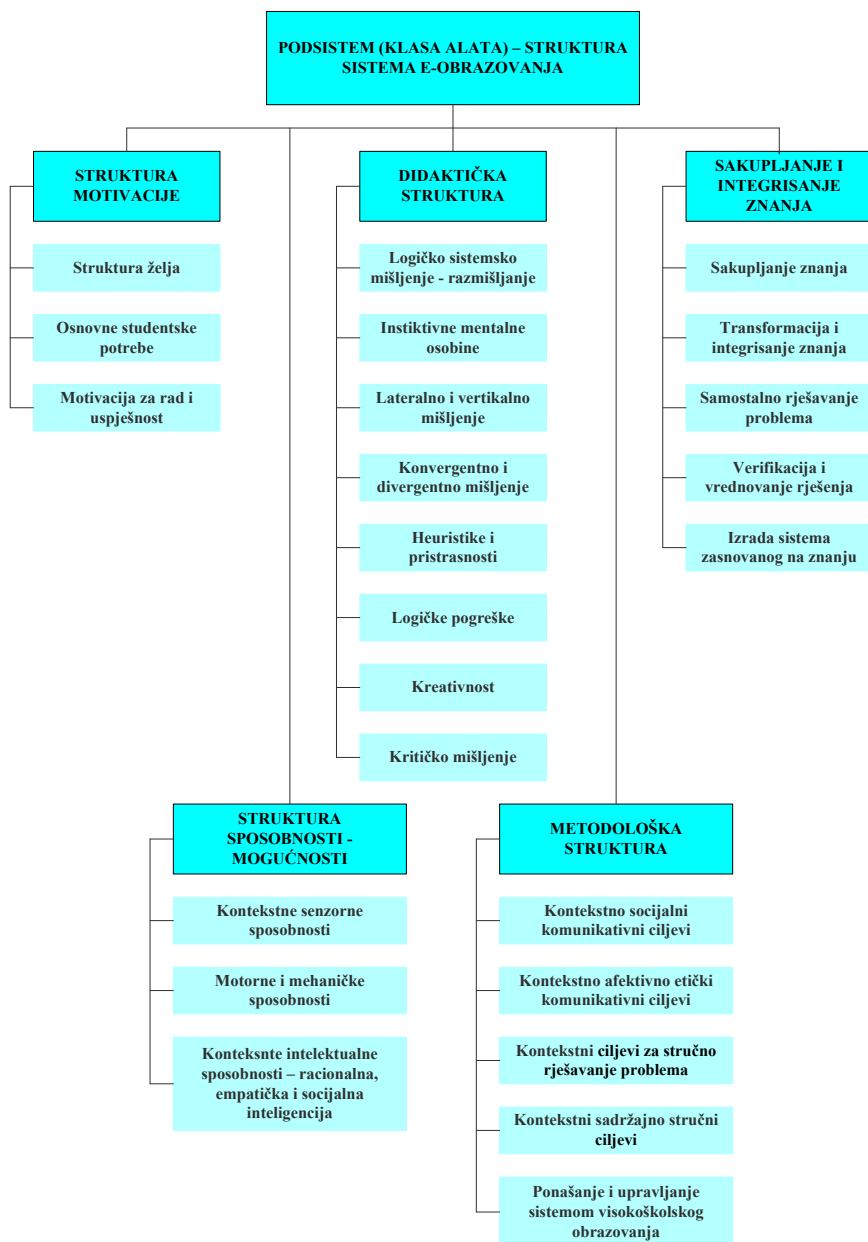 PODSISTEM (KLASA ALATA) – STRUKTURA
SISTEMA E-OBRAZOVANJA
STRUKTURA
MOTIVACIJE
Struktura želja
Osnovne studentske
potrebe
Motivacija za rad i
uspješnost
DIDAKTIČKA
STRUKTURA
Logičko sistemsko
mišljenje - razmišljanje
Instiktivne mentalne
osobine
Lateralno i vertikalno
mišljenje
Konvergentno i
divergentno mišljenje
Heuristike i
pristrasnosti
Logičke pogreške
Kreativnost
Kritičko mišljenje
SAKUPLJANJE I
INTEGRISANJE
ZNANJA
Sakupljanje znanja
Transformacija i
integrisanje znanja
Samostalno rješavanje
problema
Verifikacija i
vrednovanje rješenja
Izrada sistema
zasnovanog na znanju
STRUKTURA
SPOSOBNOSTI -
MOGUĆNOSTI
Kontekstne senzorne
sposobnosti
Motorne i mehaničke
sposobnosti
Konteksnte intelektualne
sposobnosti – racionalna,
empatička i socijalna
inteligencija
METODOLOŠKA
STRUKTURA
Kontekstno socijalni
komunikativni ciljevi
Kontekstno afektivno etički
komunikativni ciljevi
Kontekstni ciljevi za stručno
rješavanje problema
Kontekstni sadržajno stručni
ciljevi
Ponašanje i upravljanje
sistemom visokoškolskog
obrazovanja